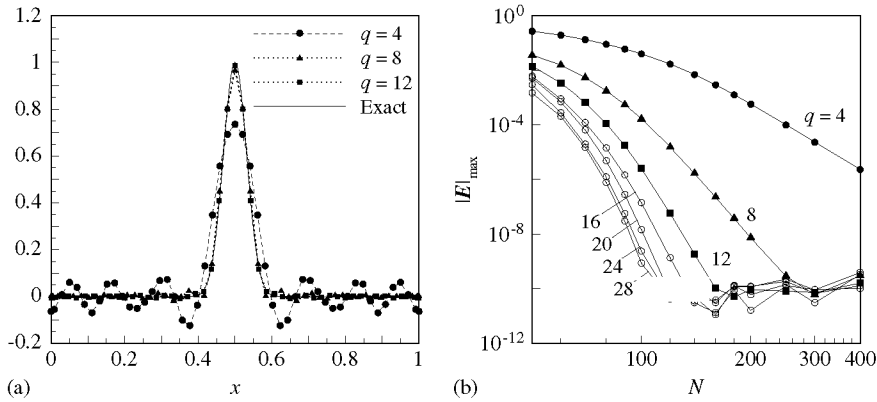 1.2
1
0.8
0.6
0.4
0.2
0
-0.2
0 0.2 0.4 0.6 0.8 1
x
(a)
q = 4
q = 8
q = 12
Exact
10^0
10^-4
10^-8
10^-12
|E|max
100 200 300 400
N
(b)
q = 4
8
12
16
20
24
28